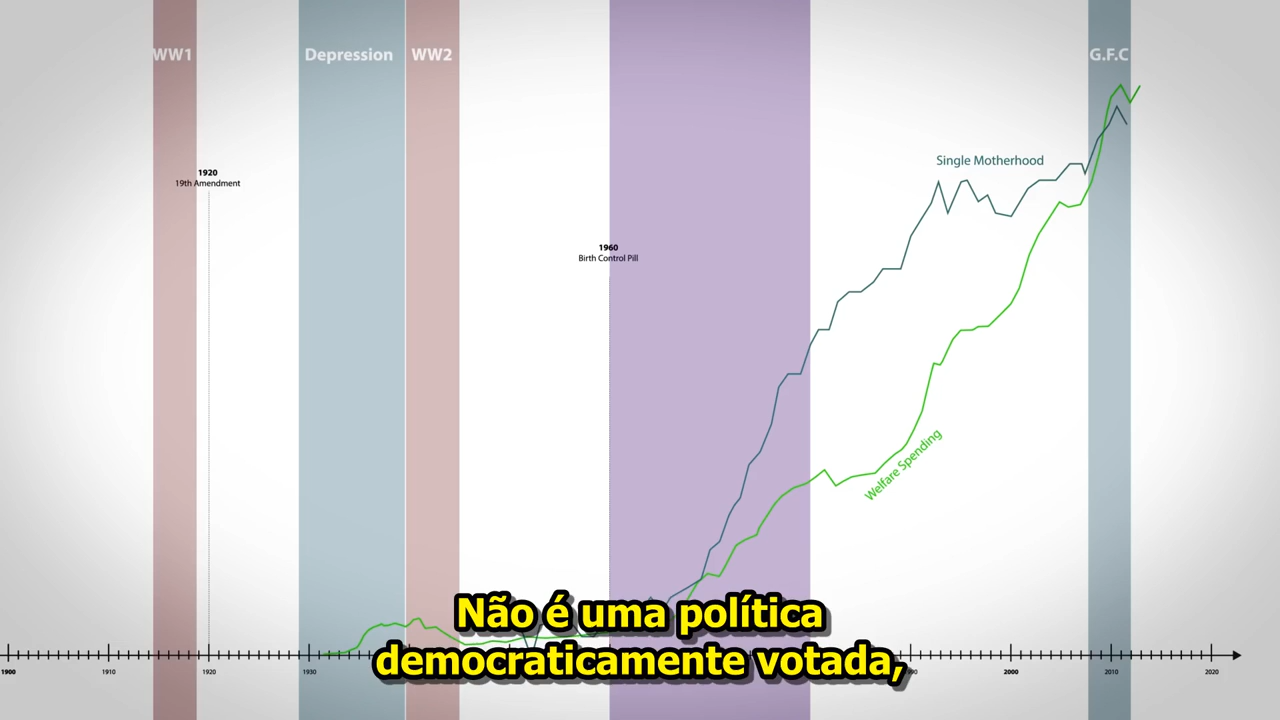 WW1
Depression
WW2
G.F.C
1920
19th Amendment
Single Motherhood
1960
Birth Control Pill
Welfare Spending
Não é uma política
democraticamente votada,
1900
1910
1920
1930
2000
2010
2020